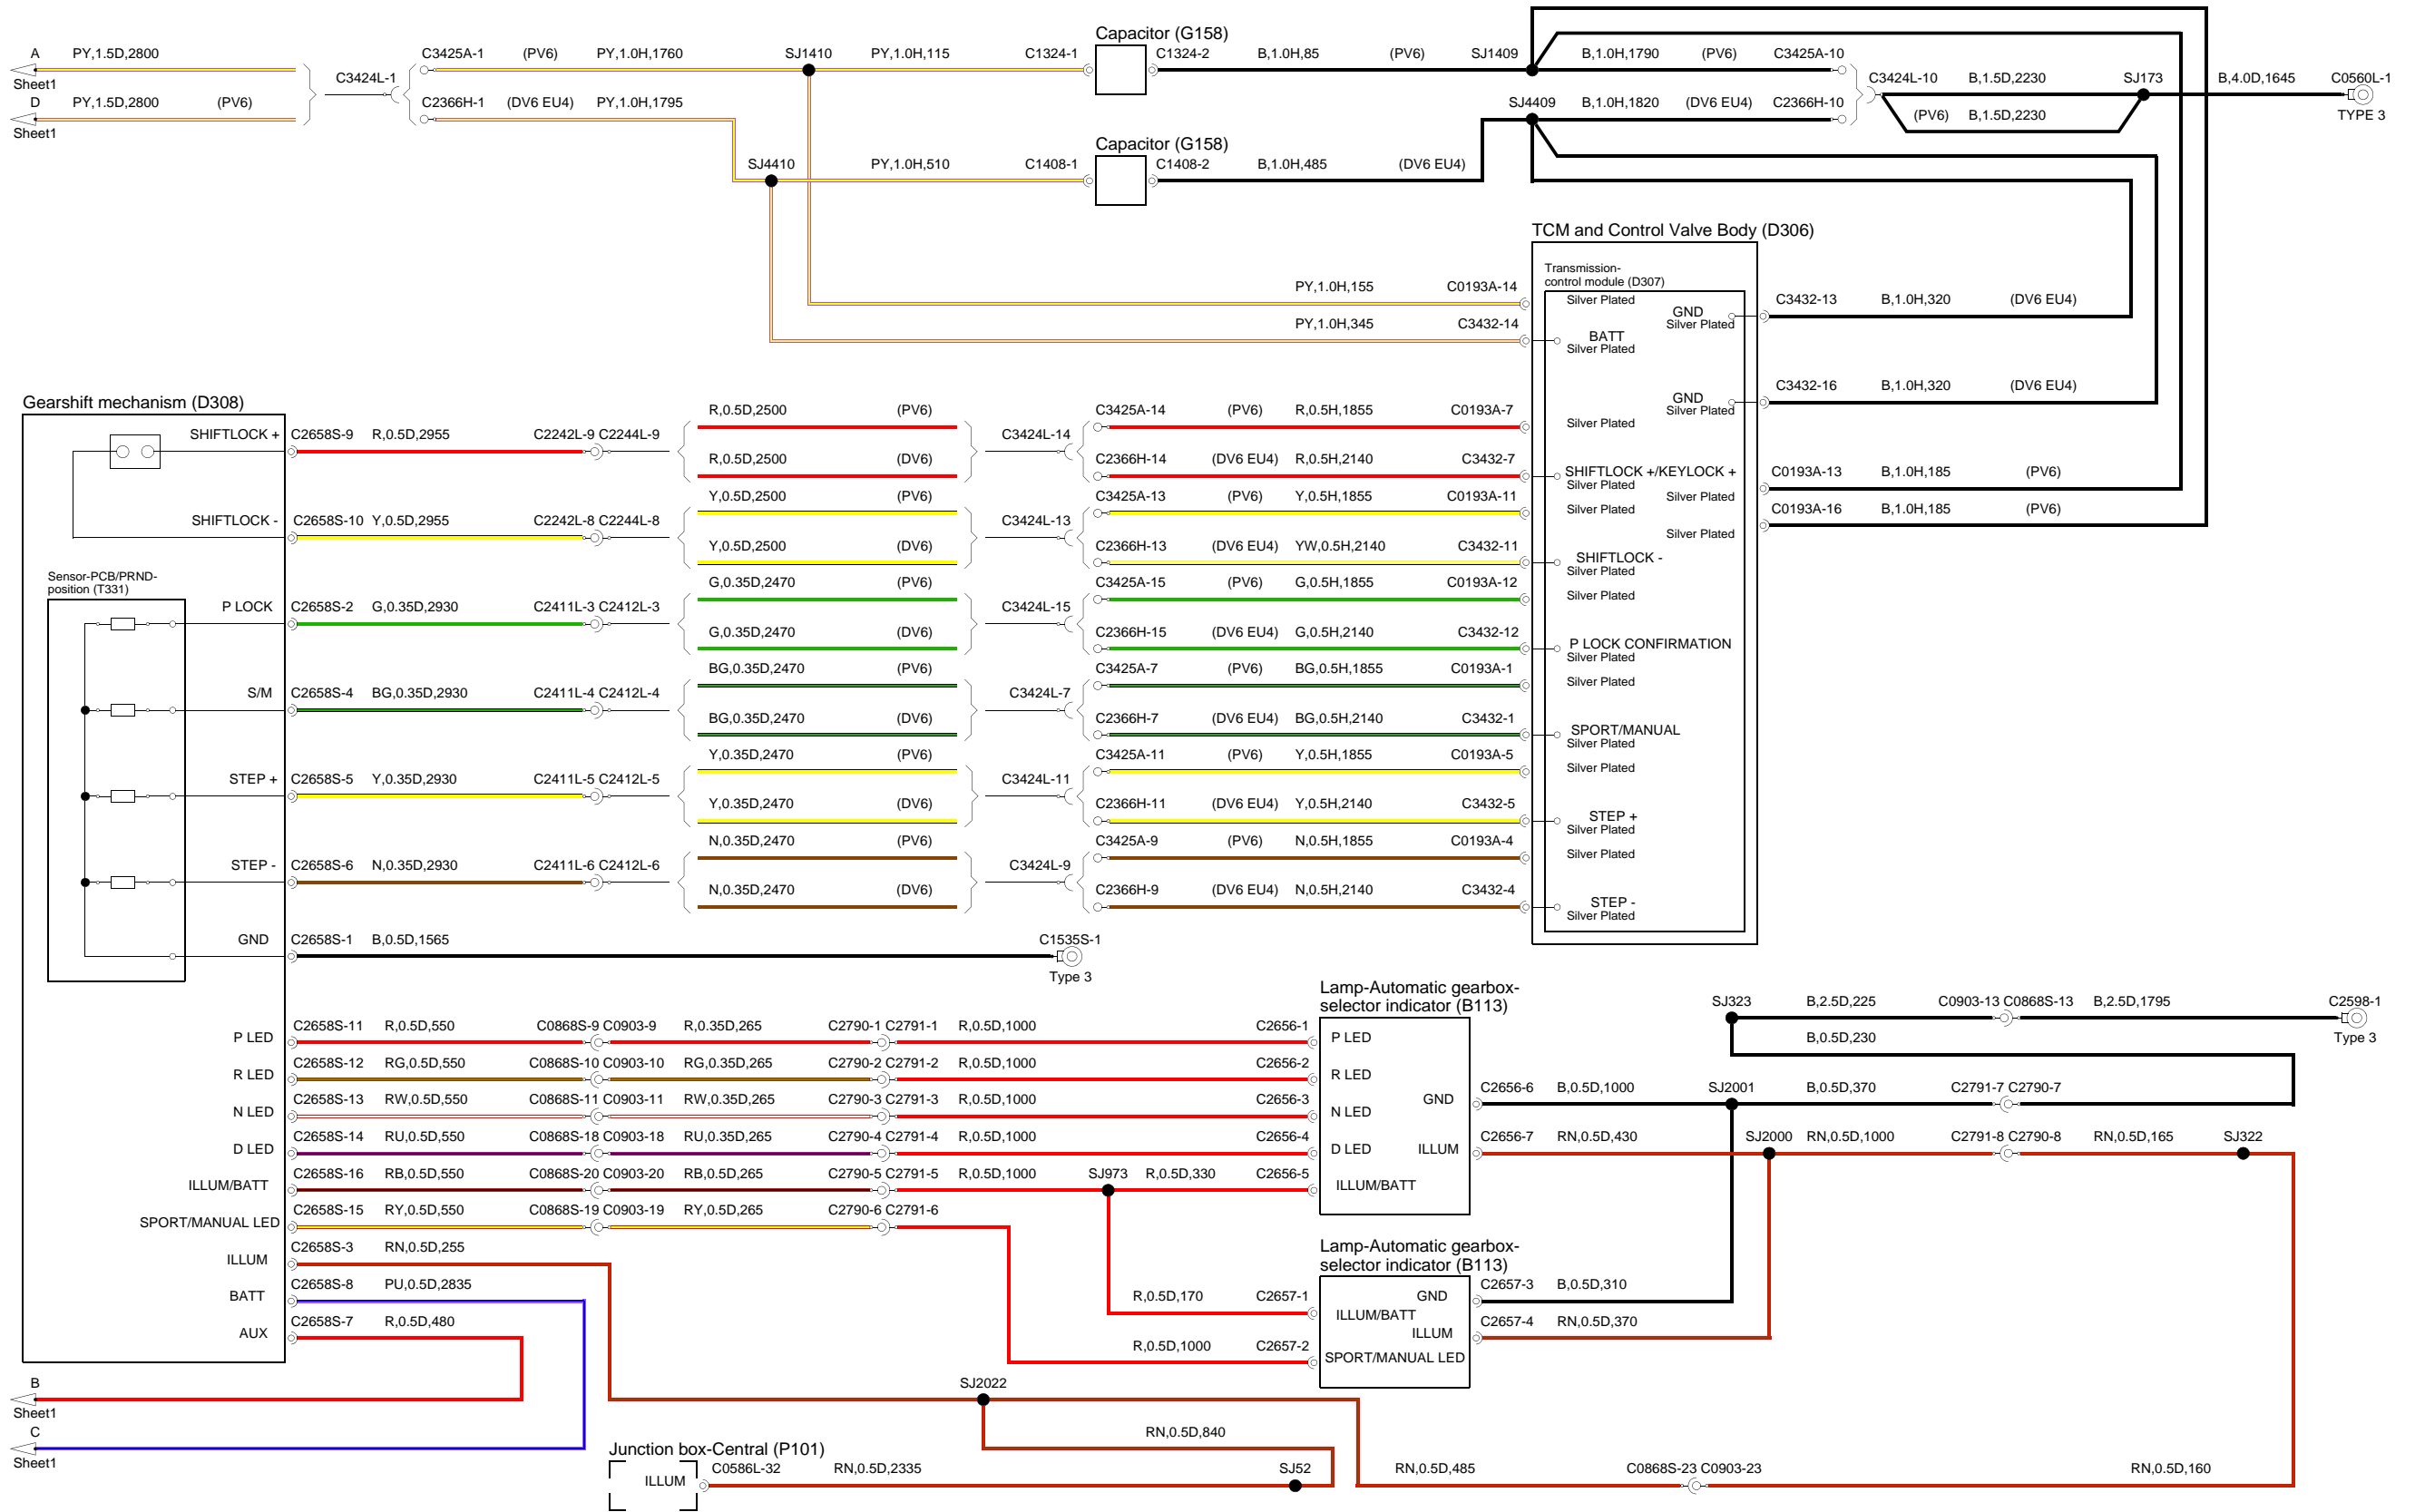 A PY,1.5D,2800
Sheet1
D PY,1.5D,2800 (PV6)
Sheet1
C3424L-1
C3425A-1 (PV6) PY,1.0H,1760 SJ1410 PY,1.0H,115 C1324-1
C2366H-1 (DV6 EU4) PY,1.0H,1795
SJ4410 PY,1.0H,510 C1408-1
Capacitor (G158)
C1324-2 B,1.0H,85 (PV6) SJ1409 B,1.0H,1790 (PV6) C3425A-10
SJ4409 B,1.0H,1820 (DV6 EU4) C2366H-10
Capacitor (G158)
C1408-2 B,1.0H,485 (DV6 EU4)
C3424L-10 B,1.5D,2230 SJ173 B,4.0D,1645 C0560L-1
(PV6) B,1.5D,2230 TYPE 3
TCM and Control Valve Body (D306)
Transmission-
control module (D307)
PY,1.0H,155 C0193A-14 Silver Plated
PY,1.0H,345 C3432-14 BATT
Silver Plated
GND C3432-13 B,1.0H,320 (DV6 EU4)
Silver Plated
GND C3432-16 B,1.0H,320 (DV6 EU4)
Silver Plated
C0193A-13 B,1.0H,185 (PV6)
Silver Plated
C0193A-16 B,1.0H,185 (PV6)
Silver Plated
Gearshift mechanism (D308)
SHIFTLOCK + C2658S-9 R,0.5D,2955 C2242L-9 C2244L-9
R,0.5D,2500 (PV6)
R,0.5D,2500 (DV6)
C3424L-14
C3425A-14 (PV6) R,0.5H,1855 C0193A-7 Silver Plated
C2366H-14 (DV6 EU4) R,0.5H,2140 C3432-7 SHIFTLOCK +/KEYLOCK +
Silver Plated
SHIFTLOCK - C2658S-10 Y,0.5D,2955 C2242L-8 C2244L-8
Y,0.5D,2500 (PV6)
Y,0.5D,2500 (DV6)
C3424L-13
C3425A-13 (PV6) Y,0.5H,1855 C0193A-11 Silver Plated
C2366H-13 (DV6 EU4) YW,0.5H,2140 C3432-11 SHIFTLOCK -
Silver Plated
Sensor-PCB/PRND-
position (T331)
P LOCK C2658S-2 G,0.35D,2930 C2411L-3 C2412L-3
G,0.35D,2470 (PV6)
G,0.35D,2470 (DV6)
C3424L-15
C3425A-15 (PV6) G,0.5H,1855 C0193A-12 Silver Plated
C2366H-15 (DV6 EU4) G,0.5H,2140 C3432-12 P LOCK CONFIRMATION
Silver Plated
S/M C2658S-4 BG,0.35D,2930 C2411L-4 C2412L-4
BG,0.35D,2470 (PV6)
BG,0.35D,2470 (DV6)
C3424L-7
C3425A-7 (PV6) BG,0.5H,1855 C0193A-1 Silver Plated
C2366H-7 (DV6 EU4) BG,0.5H,2140 C3432-1 SPORT/MANUAL
Silver Plated
STEP + C2658S-5 Y,0.35D,2930 C2411L-5 C2412L-5
Y,0.35D,2470 (PV6)
Y,0.35D,2470 (DV6)
C3424L-11
C3425A-11 (PV6) Y,0.5H,1855 C0193A-5 Silver Plated
C2366H-11 (DV6 EU4) Y,0.5H,2140 C3432-5 STEP +
Silver Plated
STEP - C2658S-6 N,0.35D,2930 C2411L-6 C2412L-6
N,0.35D,2470 (PV6)
N,0.35D,2470 (DV6)
C3424L-9
C3425A-9 (PV6) N,0.5H,1855 C0193A-4 Silver Plated
C2366H-9 (DV6 EU4) N,0.5H,2140 C3432-4 STEP -
Silver Plated
GND C2658S-1 B,0.5D,1565 C1535S-1
Type 3
P LED C2658S-11 R,0.5D,550 C0868S-9 C0903-9 R,0.35D,265 C2790-1 C2791-1 R,0.5D,1000 C2656-1
R LED C2658S-12 RG,0.5D,550 C0868S-10 C0903-10 RG,0.35D,265 C2790-2 C2791-2 R,0.5D,1000 C2656-2
N LED C2658S-13 RW,0.5D,550 C0868S-11 C0903-11 RW,0.35D,265 C2790-3 C2791-3 R,0.5D,1000 C2656-3
D LED C2658S-14 RU,0.5D,550 C0868S-18 C0903-18 RU,0.35D,265 C2790-4 C2791-4 R,0.5D,1000 C2656-4
ILLUM/BATT C2658S-16 RB,0.5D,550 C0868S-20 C0903-20 RB,0.5D,265 C2790-5 C2791-5 R,0.5D,1000 SJ973 R,0.5D,330 C2656-5
SPORT/MANUAL LED C2658S-15 RY,0.5D,550 C0868S-19 C0903-19 RY,0.5D,265 C2790-6 C2791-6
ILLUM C2658S-3 RN,0.5D,255
BATT C2658S-8 PU,0.5D,2835
AUX C2658S-7 R,0.5D,480
Lamp-Automatic gearbox-
selector indicator (B113)
P LED
R LED
N LED
D LED
ILLUM/BATT
GND C2656-6 B,0.5D,1000 SJ2001 B,0.5D,370 C2791-7 C2790-7
ILLUM C2656-7 RN,0.5D,430 SJ2000 RN,0.5D,1000 C2791-8 C2790-8 RN,0.5D,165 SJ322
SJ323 B,2.5D,225 C0903-13 C0868S-13 B,2.5D,1795 C2598-1
B,0.5D,230 Type 3
Lamp-Automatic gearbox-
selector indicator (B113)
R,0.5D,170 C2657-1 ILLUM/BATT
R,0.5D,1000 C2657-2 SPORT/MANUAL LED
GND C2657-3 B,0.5D,310
ILLUM C2657-4 RN,0.5D,370
B
Sheet1
C
Sheet1
SJ2022
RN,0.5D,840
Junction box-Central (P101)
ILLUM C0586L-32 RN,0.5D,2335 SJ52 RN,0.5D,485 C0868S-23 C0903-23 RN,0.5D,160